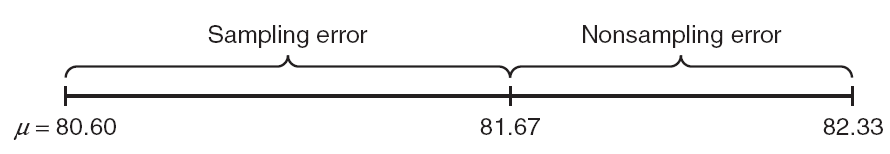 Sampling error Nonsampling error
μ = 80.60 81.67 82.33